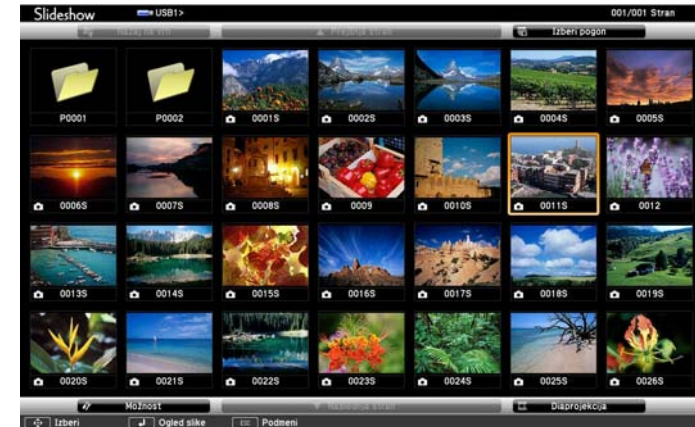 Slideshow USB1> 001/001 Stran
Nazaj na vrh ▲ Prejšnja stran Izberi pogon
P0001 P0002 0001S 0002S 0003S 0004S 0005S
0006S 0007S 0008S 0009 0010S 0011S 0012
0013S 0014S 0015S 0016S 0017S 0018S 0019S
0020S 0021S 0022S 0023S 0024S 0025S 0026S
Možnost ▼ Naslednja stran Diaprojekcija
Izberi Ogled slike Esc Podmeni